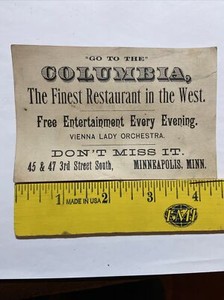 "GO TO THE"
COLUMBIA,
The Finest Restaurant in the West.
Free Entertainment Every Evening.
VIENNA LADY ORCHESTRA.
DON'T MISS IT.
45 & 47 3rd Street South, MINNEAPOLIS, MINN.
1 MADE IN U.S.A. 2 3 4